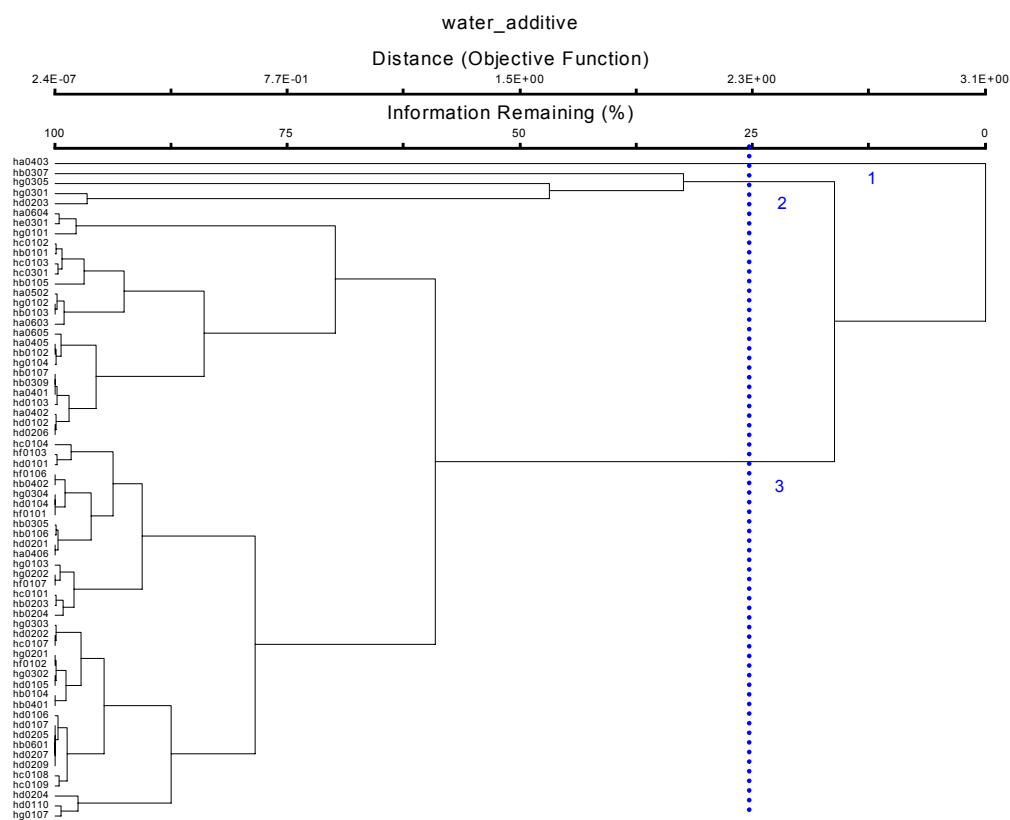 water_additive
Distance (Objective Function)
2.4E-07 7.7E-01 1.5E+00 2.3E+00 3.1E+00
Information Remaining (%)
100 75 50 25 0
ha0403
hb0307
hg0305
hg0301
hd0203
ha0604
he0301
hg0101
hc0102
hb0101
hc0103
hc0301
hb0105
ha0502
hg0102
hb0103
ha0603
ha0605
ha0405
hb0102
hg0104
hb0107
hb0309
ha0401
hd0103
ha0402
hd0102
hd0206
hc0104
hf0103
hd0101
hf0106
hb0402
hg0304
hd0104
hf0101
hb0305
hb0106
hd0201
ha0406
hg0103
hg0202
hf0107
hc0101
hb0203
hb0204
hg0303
hd0202
hc0107
hg0201
hf0102
hg0302
hd0105
hb0104
hb0401
hd0106
hd0107
hd0205
hb0601
hd0207
hd0209
hc0108
hc0109
hd0204
hd0110
hg0107
1
2
3